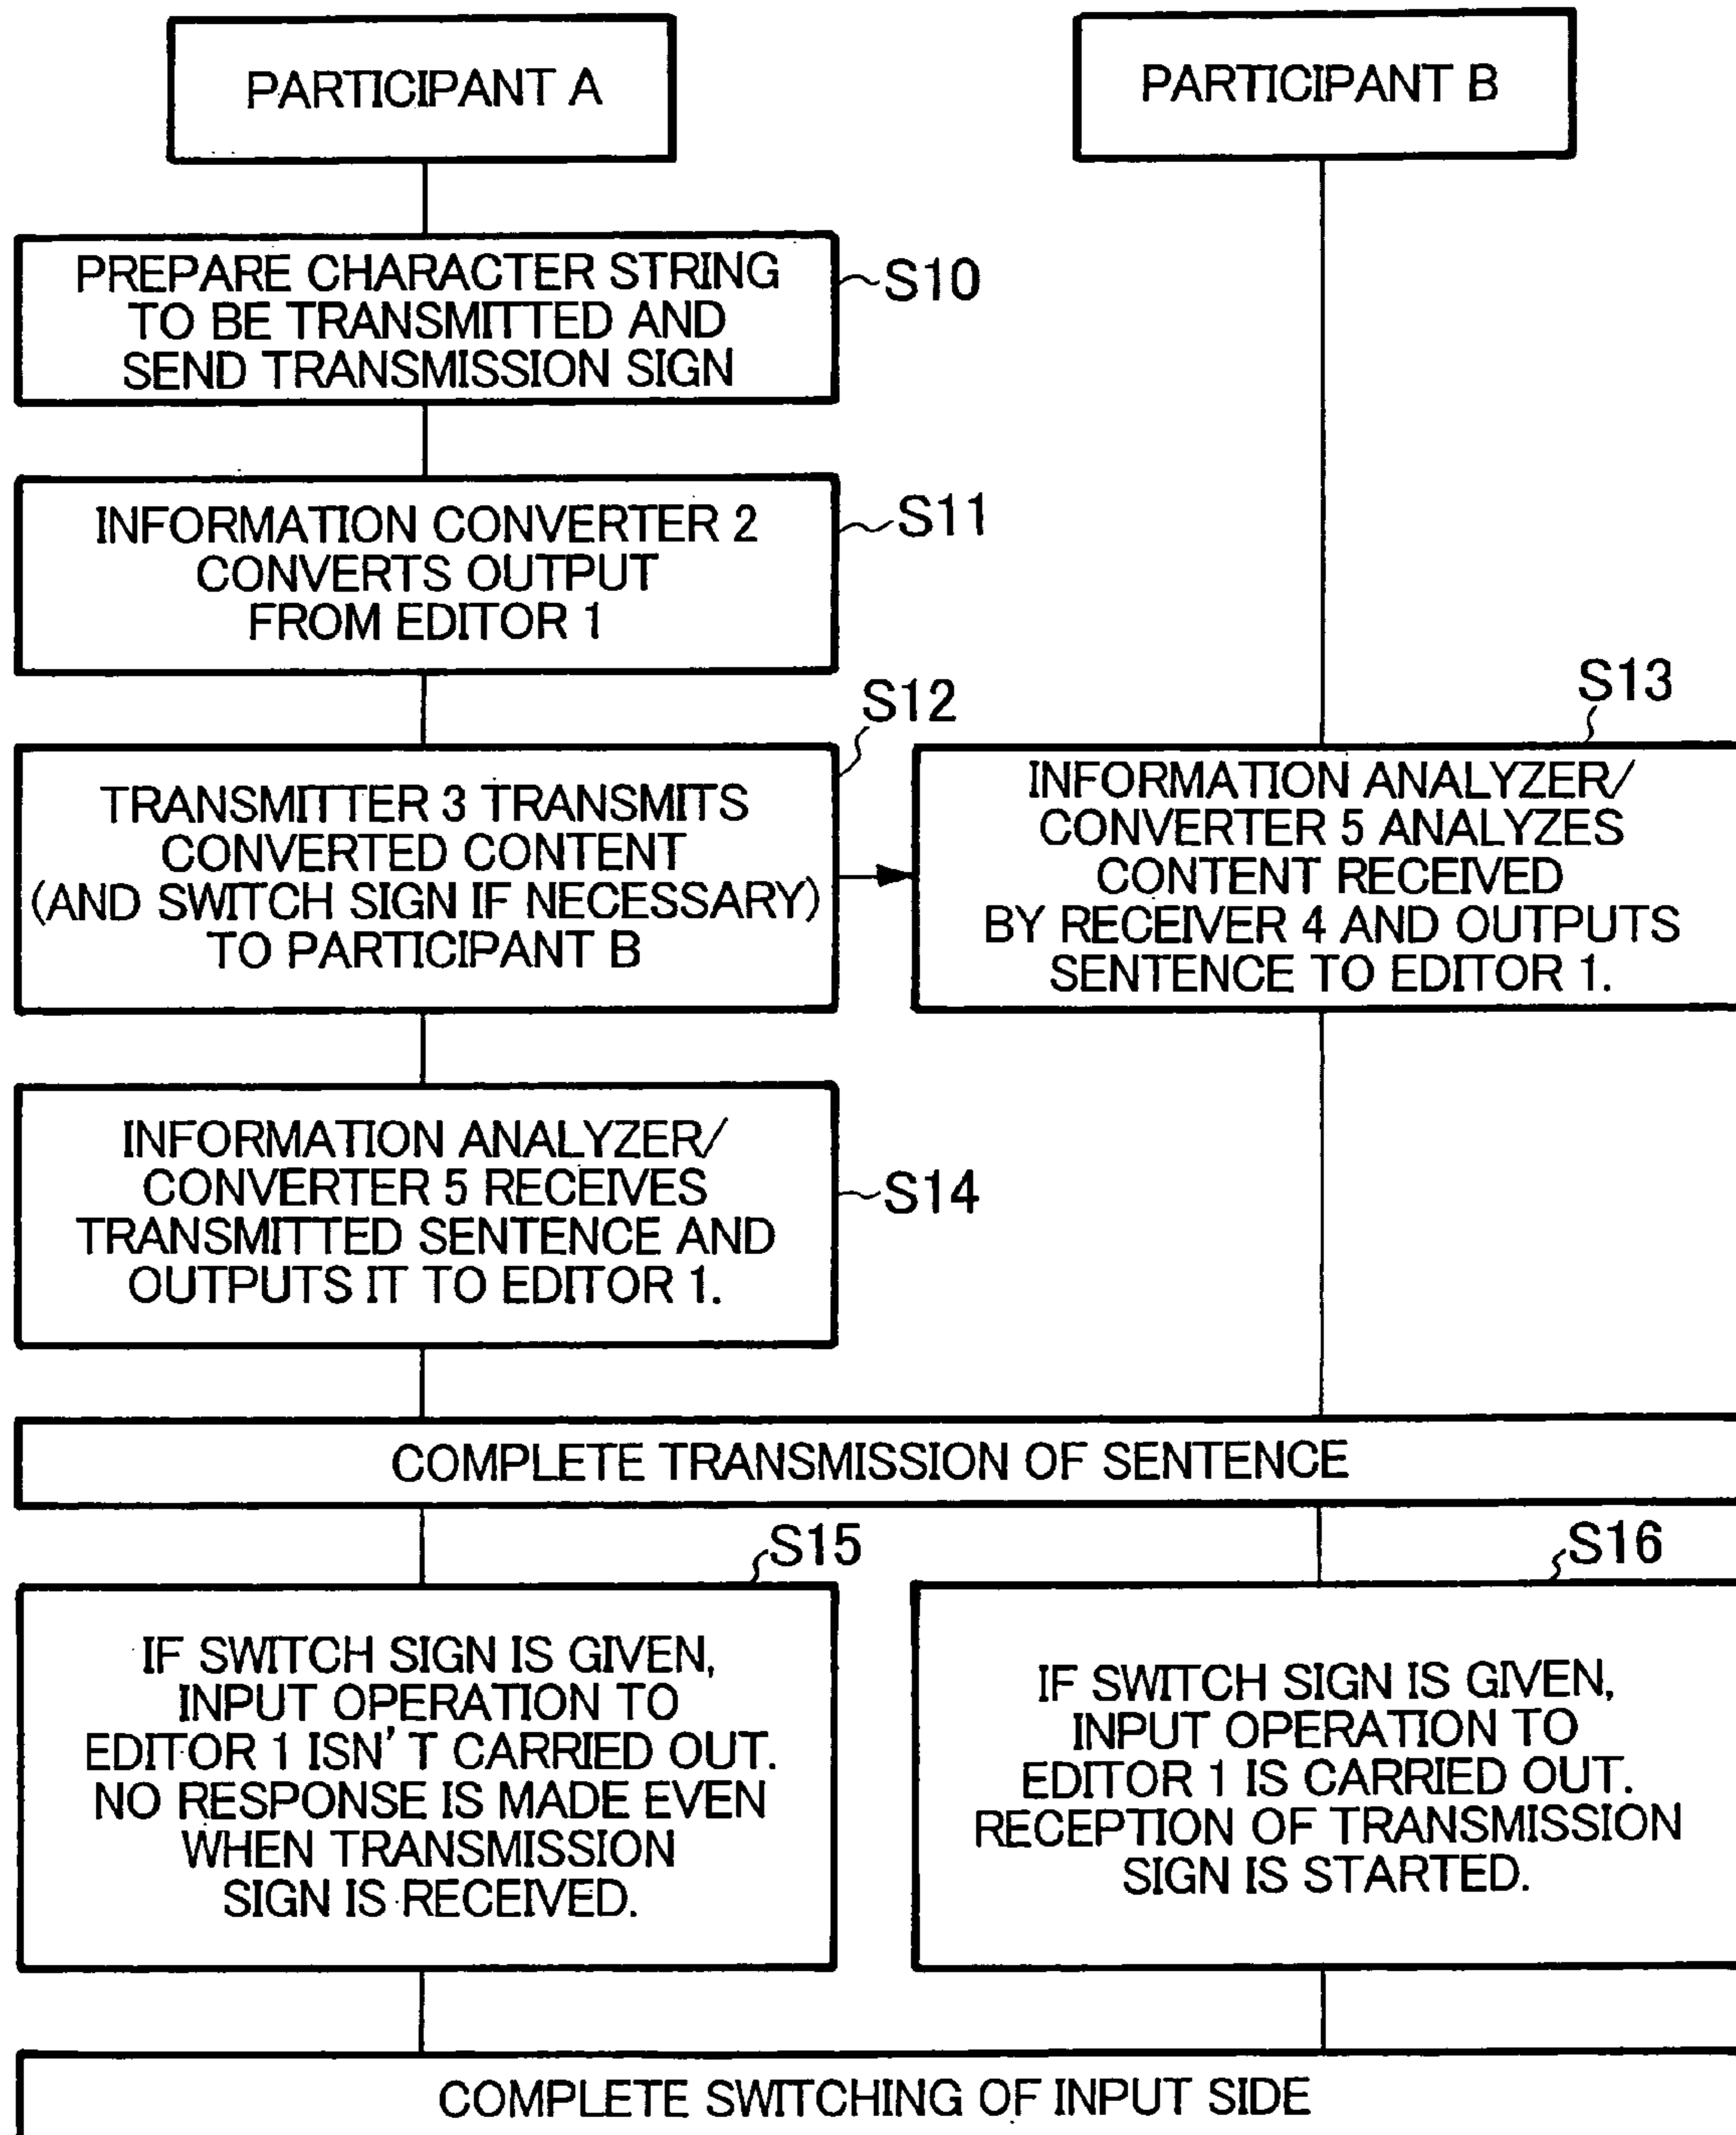 PARTICIPANT A
PARTICIPANT B
PREPARE CHARACTER STRING
TO BE TRANSMITTED AND
SEND TRANSMISSION SIGN
S10
INFORMATION CONVERTER 2
CONVERTS OUTPUT
FROM EDITOR 1
S11
S12
TRANSMITTER 3 TRANSMITS
CONVERTED CONTENT
(AND SWITCH SIGN IF NECESSARY)
TO PARTICIPANT B
S13
INFORMATION ANALYZER/
CONVERTER 5 ANALYZES
CONTENT RECEIVED
BY RECEIVER 4 AND OUTPUTS
SENTENCE TO EDITOR 1.
INFORMATION ANALYZER/
CONVERTER 5 RECEIVES
TRANSMITTED SENTENCE AND
OUTPUTS IT TO EDITOR 1.
S14
COMPLETE TRANSMISSION OF SENTENCE
S15
IF SWITCH SIGN IS GIVEN,
INPUT OPERATION TO
EDITOR 1 ISN'T CARRIED OUT.
NO RESPONSE IS MADE EVEN
WHEN TRANSMISSION
SIGN IS RECEIVED.
S16
IF SWITCH SIGN IS GIVEN,
INPUT OPERATION TO
EDITOR 1 IS CARRIED OUT.
RECEPTION OF TRANSMISSION
SIGN IS STARTED.
COMPLETE SWITCHING OF INPUT SIDE